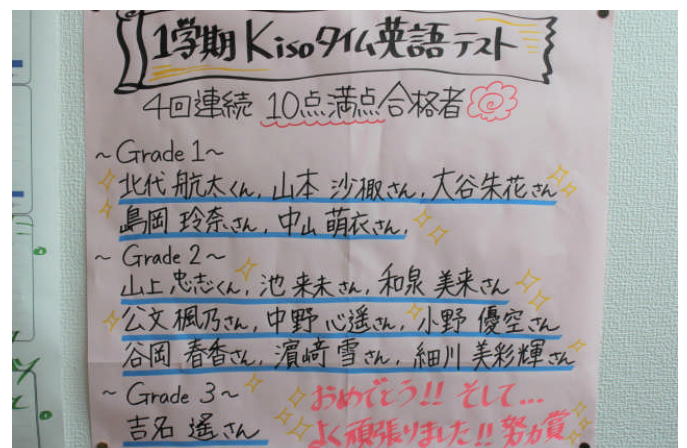 1学期 Kisoタイム英語テスト
4回連続 10点満点合格者
~Grade 1~
北代 航太くん, 山本 沙椒さん, 大谷朱花さん
島岡 玲奈さん, 中山 萌衣さん,
~ Grade 2~
山上 忠志くん, 池 来未さん, 和泉 美来さん
公文 楓乃さん, 中野 心遥さん, 小野 優空さん
谷岡 春香さん, 濵﨑 雪さん, 細川 美彩輝さん
~ Grade 3~
吉名 遥さん
おめでとう!! そして...
よく頑張りました!! 努力賞